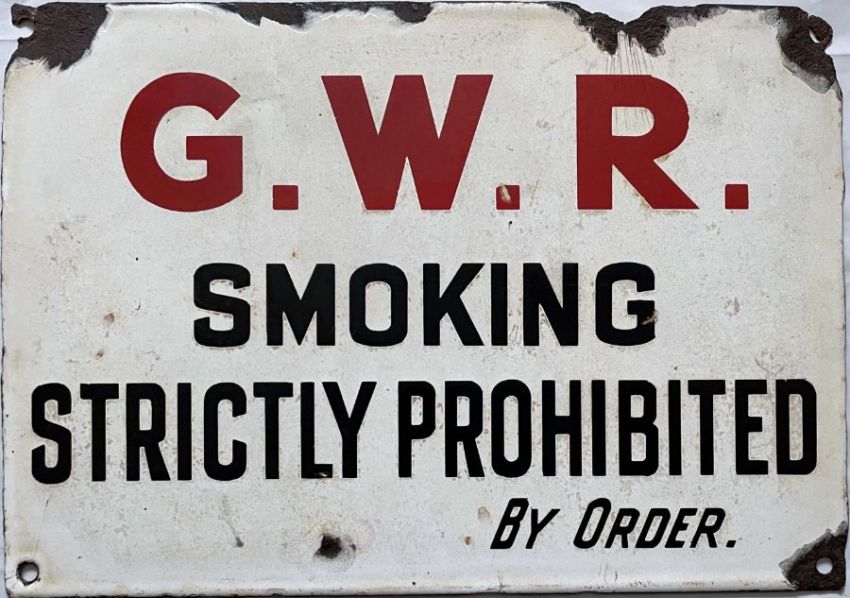 G.W.R.
SMOKING
STRICTLY PROHIBITED
BY ORDER.